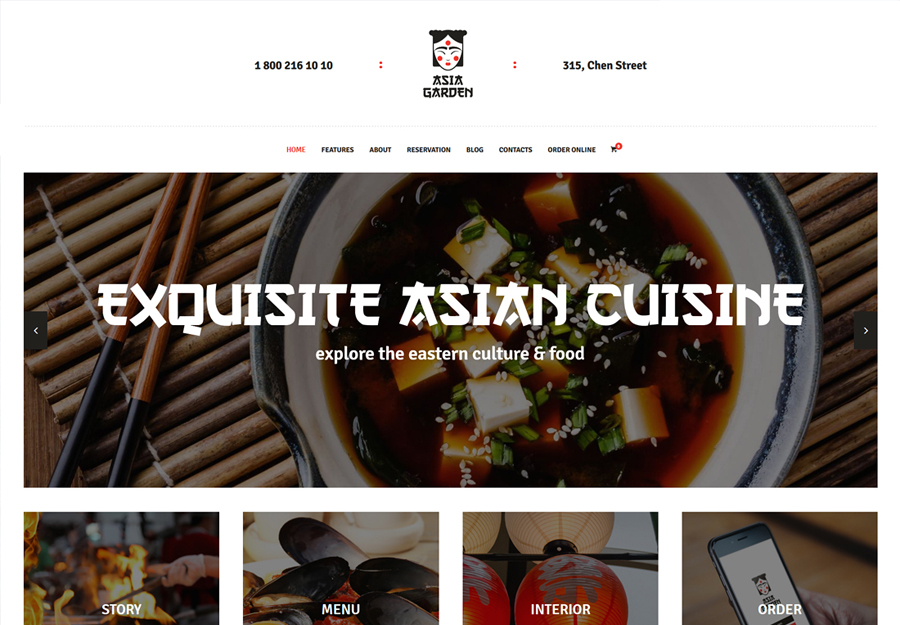 1 800 216 10 10
ASIA
GARDEN
315, Chen Street
HOME FEATURES ABOUT RESERVATION BLOG CONTACTS ORDER ONLINE
EXQUISITE ASIAN CUISINE
explore the eastern culture & food
STORY MENU INTERIOR ORDER